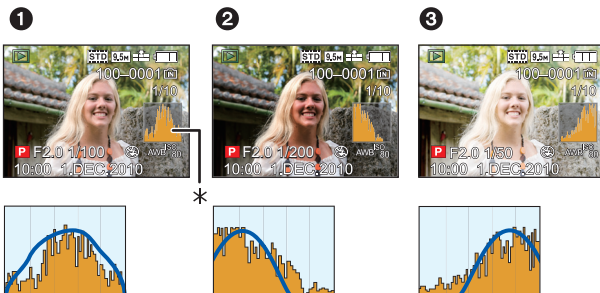 1
STD 9.5M
100-0001 IN
1/10
P F2.0 1/100 AWB ISO 80
10:00 1.DEC.2010
*
2
STD 9.5M
100-0001 IN
1/10
P F2.0 1/200 AWB ISO 80
10:00 1.DEC.2010
3
STD 9.5M
100-0001 IN
1/10
P F2.0 1/50 AWB ISO 80
10:00 1.DEC.2010